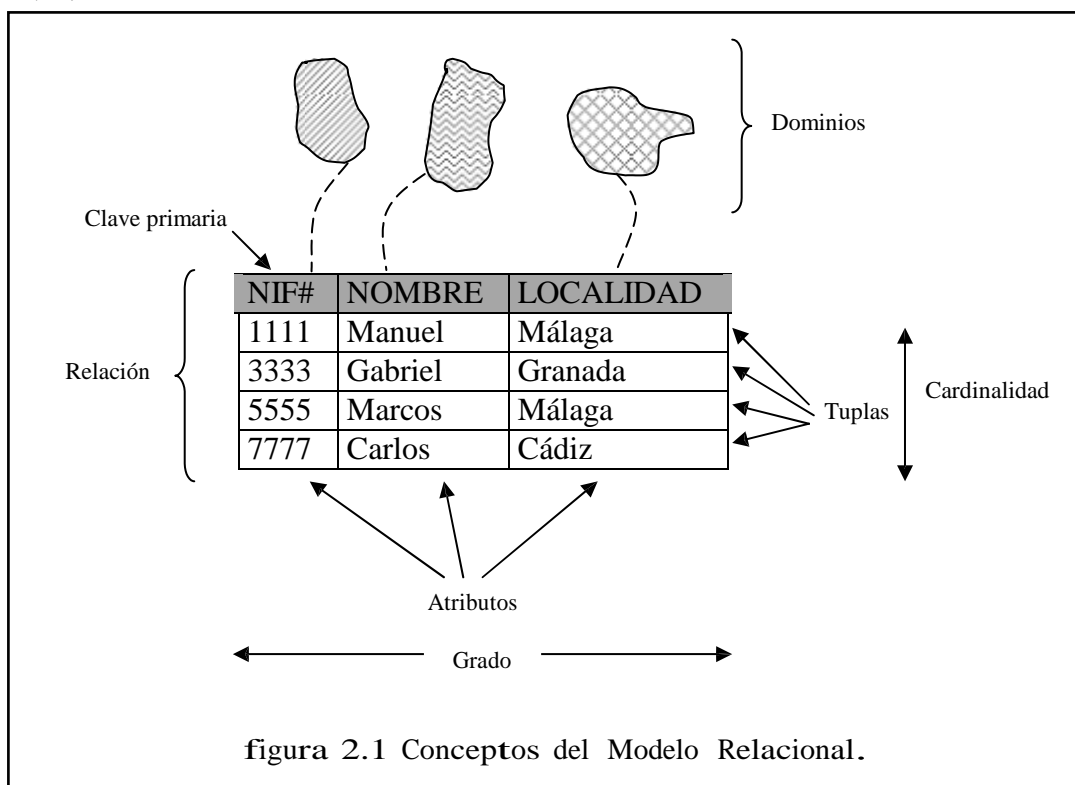 Dominios
Clave primaria
NIF# NOMBRE LOCALIDAD
1111 Manuel Málaga
3333 Gabriel Granada
5555 Marcos Málaga
7777 Carlos Cádiz
Relación
Tuplas
Cardinalidad
Atributos
Grado
figura 2.1 Conceptos del Modelo Relacional.